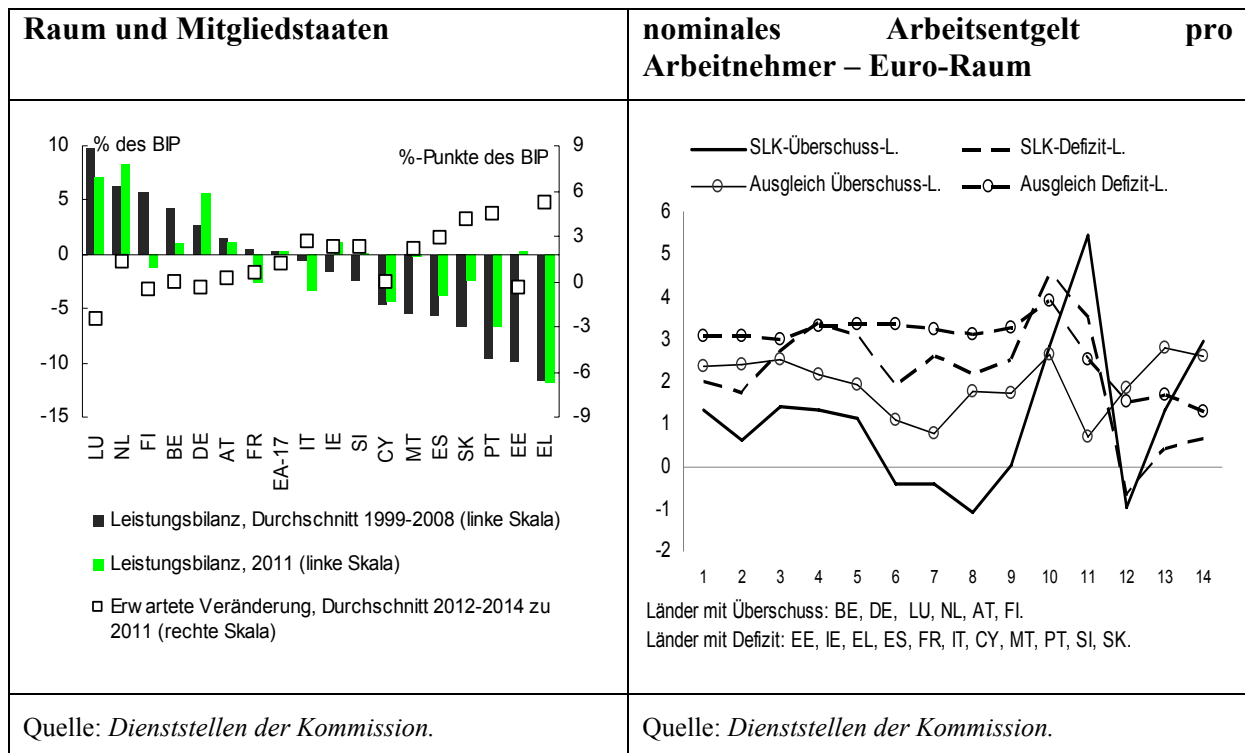 Raum und Mitgliedstaaten
nominales Arbeitsentgelt pro
Arbeitnehmer – Euro-Raum
% des BIP
%-Punkte des BIP
10
5
0
-5
-10
-15
9
6
3
0
-3
-6
-9
LU
NL
FI
BE
DE
AT
FR
EA-17
IT
IE
SI
CY
MT
ES
SK
PT
EE
EL
Leistungsbilanz, Durchschnitt 1999-2008 (linke Skala)
Leistungsbilanz, 2011 (linke Skala)
Erwartete Veränderung, Durchschnitt 2012-2014 zu
2011 (rechte Skala)
SLK-Überschuss-L.
SLK-Defizit-L.
Ausgleich Überschuss-L.
Ausgleich Defizit-L.
6
5
4
3
2
1
0
-1
-2
1 2 3 4 5 6 7 8 9 10 11 12 13 14
Länder mit Überschuss: BE, DE, LU, NL, AT, FI.
Länder mit Defizit: EE, IE, EL, ES, FR, IT, CY, MT, PT, SI, SK.
Quelle: Dienststellen der Kommission.
Quelle: Dienststellen der Kommission.